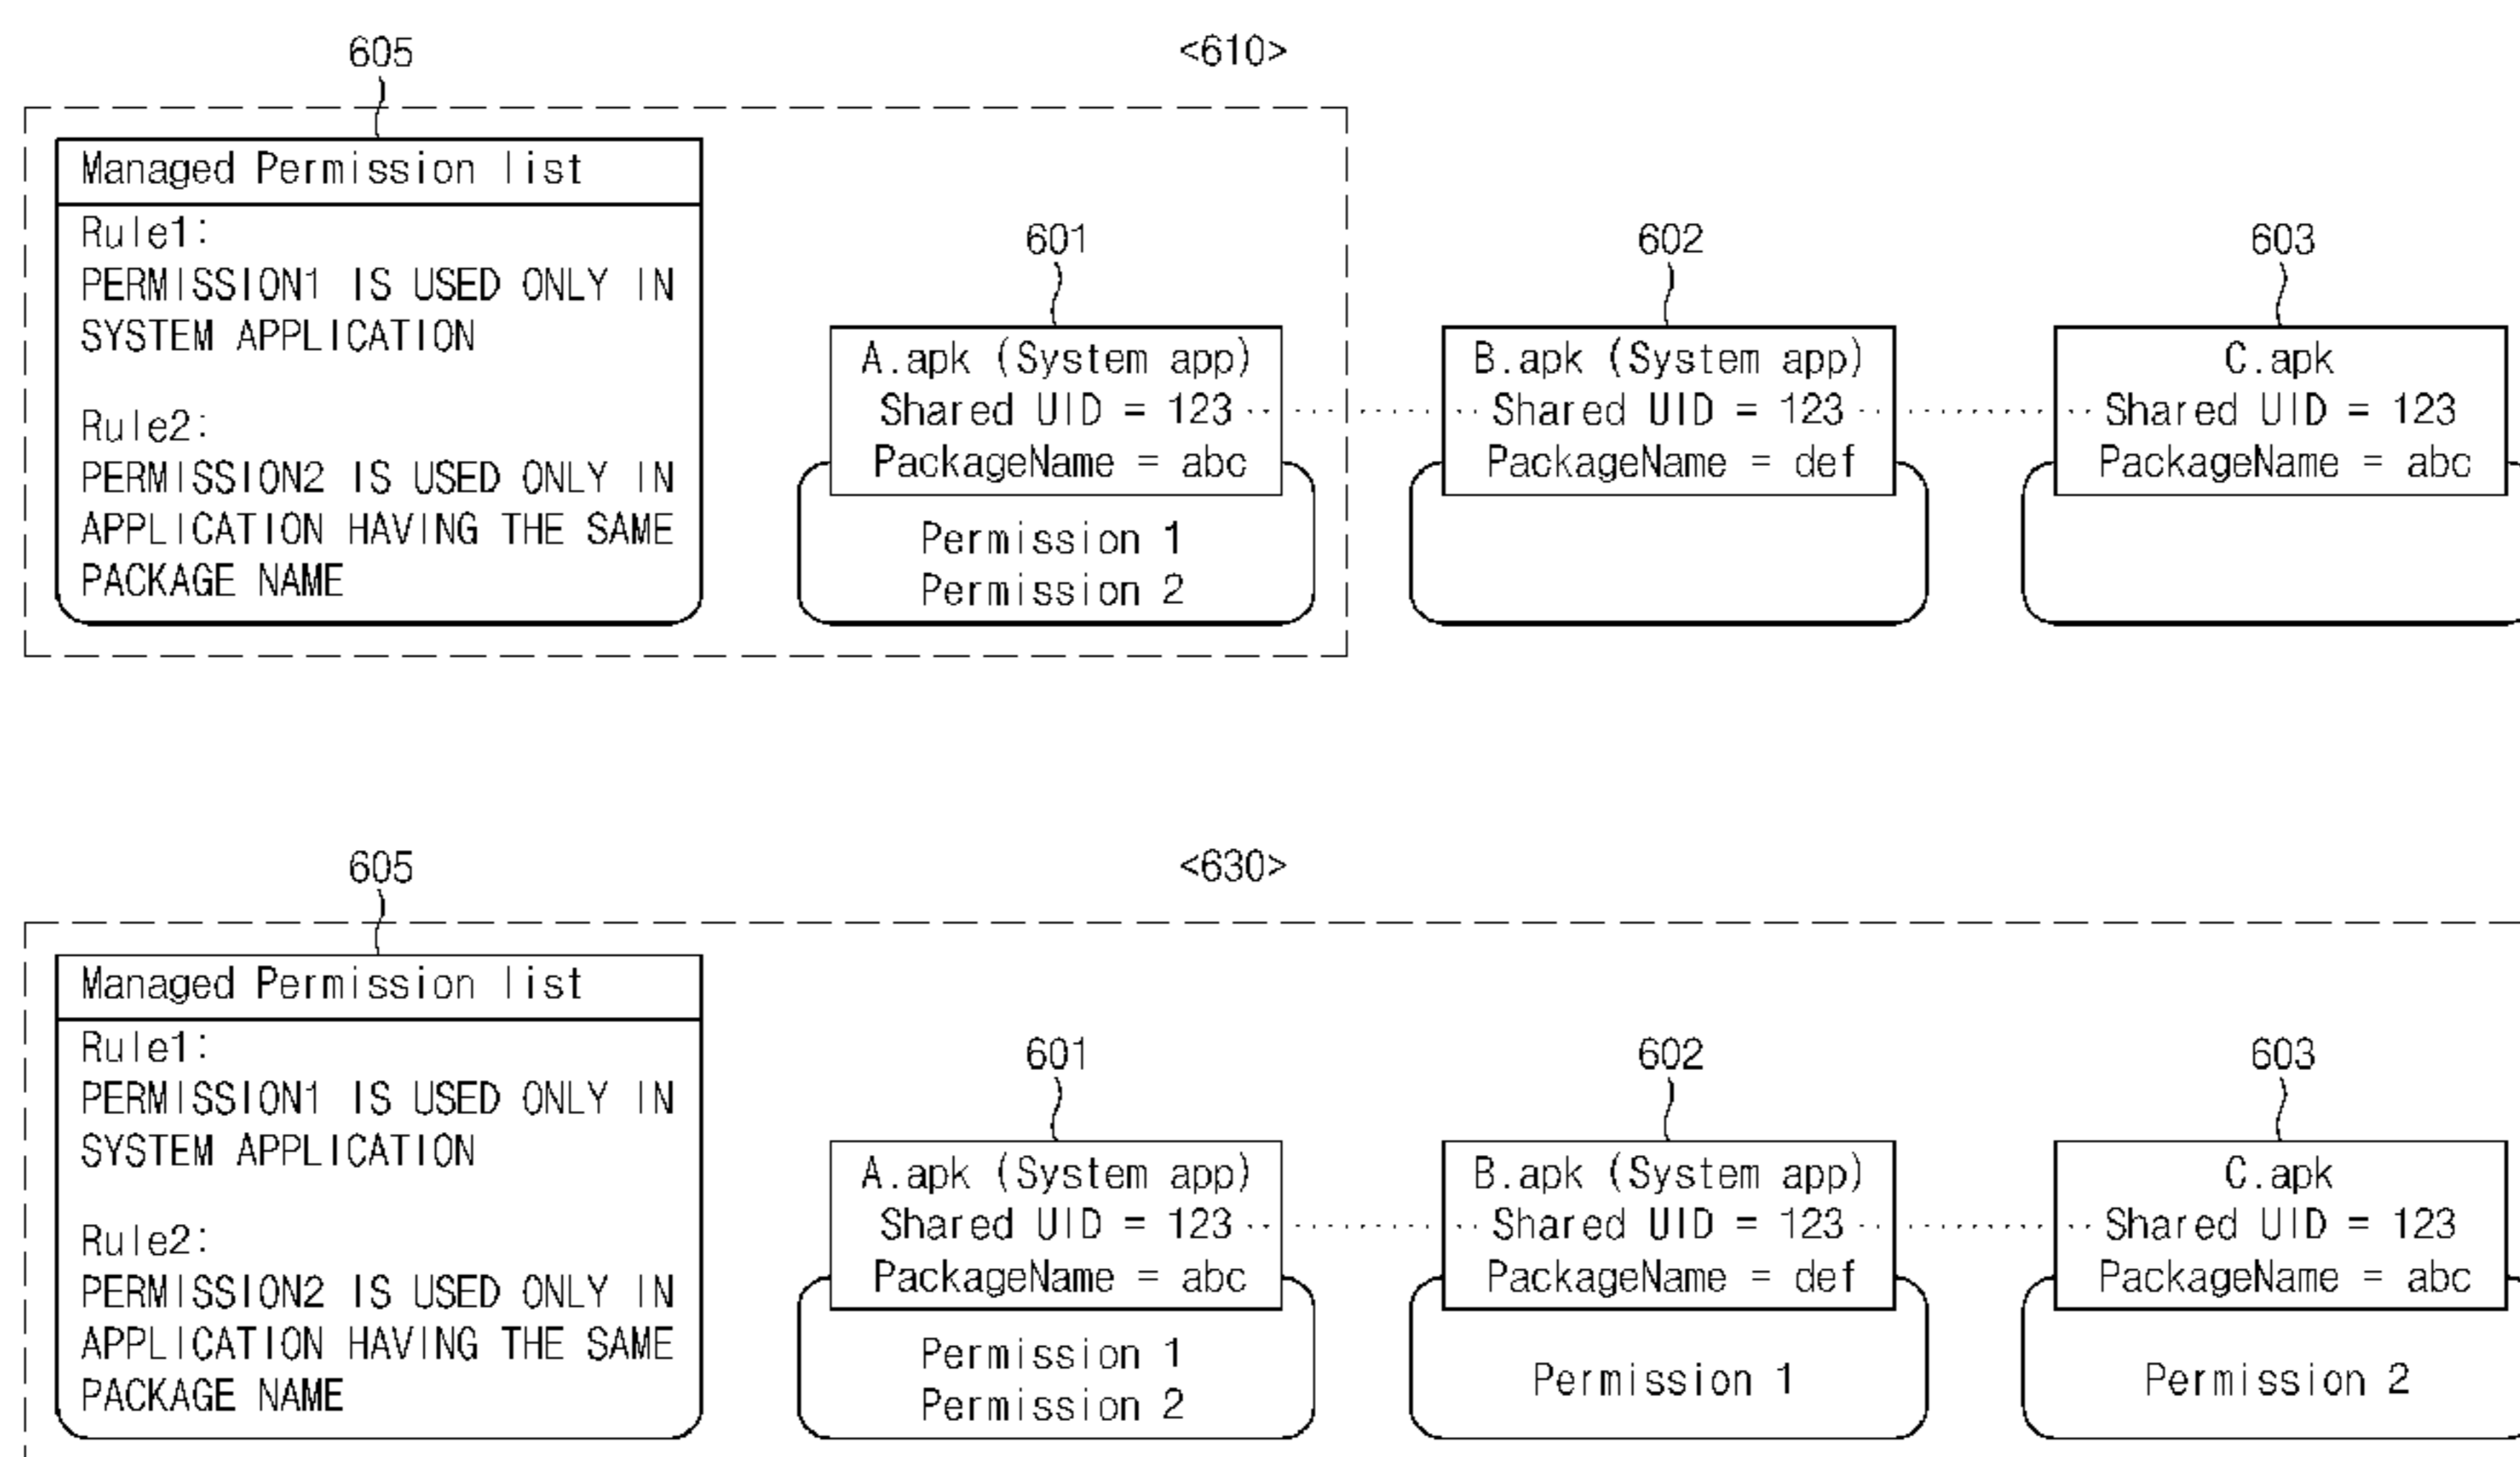 605
<610>
Managed Permission list
Rule1:
PERMISSION1 IS USED ONLY IN
SYSTEM APPLICATION
Rule2:
PERMISSION2 IS USED ONLY IN
APPLICATION HAVING THE SAME
PACKAGE NAME
601
A.apk (System app)
Shared UID = 123
PackageName = abc
Permission 1
Permission 2
602
B.apk (System app)
Shared UID = 123
PackageName = def
603
C.apk
Shared UID = 123
PackageName = abc
605
<630>
Managed Permission list
Rule1:
PERMISSION1 IS USED ONLY IN
SYSTEM APPLICATION
Rule2:
PERMISSION2 IS USED ONLY IN
APPLICATION HAVING THE SAME
PACKAGE NAME
601
A.apk (System app)
Shared UID = 123
PackageName = abc
Permission 1
Permission 2
602
B.apk (System app)
Shared UID = 123
PackageName = def
Permission 1
603
C.apk
Shared UID = 123
PackageName = abc
Permission 2